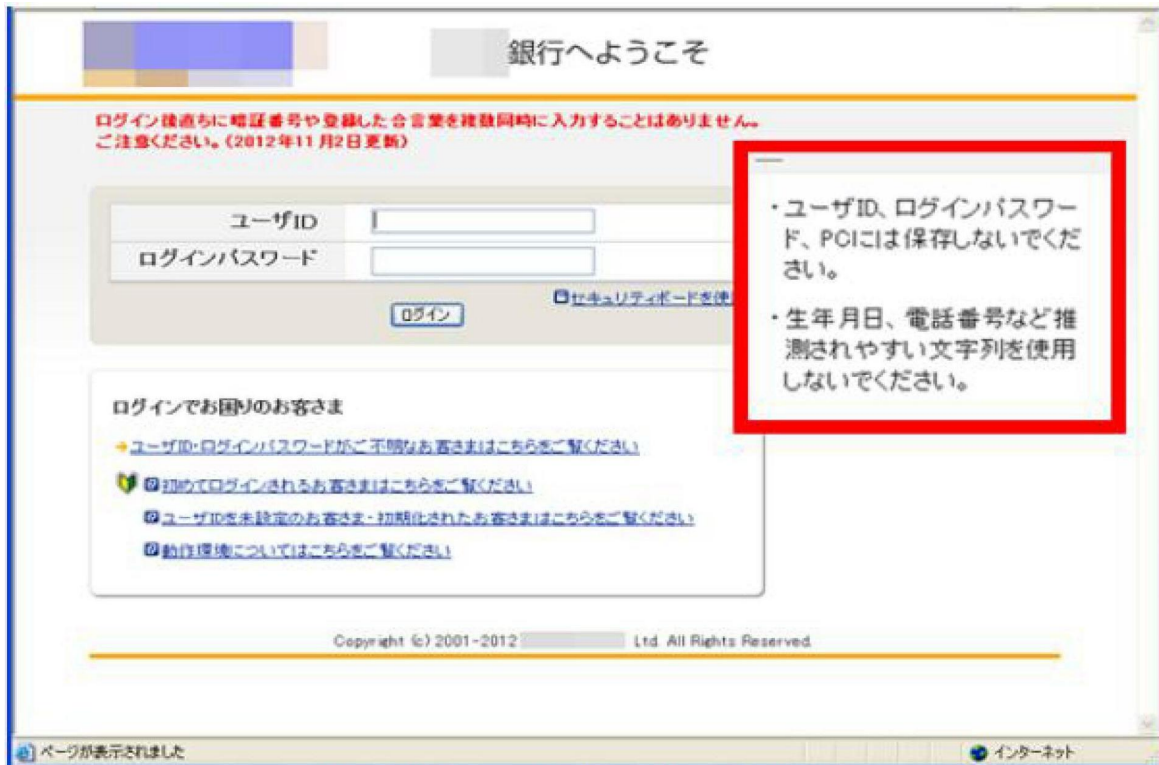 銀行へようこそ
ログイン後直ちに暗証番号や登録した合言葉を複数同時に入力することはありません。
ご注意ください。(2012年11月2日更新)
ユーザID
ログインパスワード
セキュリティボードを使
ログイン
・ユーザID、ログインパスワー
ド、PCにには保存しないでくだ
さい。
・生年月日、電話番号など推
測されやすい文字列を使用
しないでください。
ログインでお困りのお客さま
ユーザID・ログインパスワードがご不明なお客さまはこちらをご覧ください
初めてログインされるお客さまはこちらをご覧ください
ユーザIDを未設定のお客さま・初期化されたお客さまはこちらをご覧ください
動作環境についてはこちらをご覧ください
Copyright (c) 2001-2012 Ltd. All Rights Reserved.
ページが表示されました
インターネット